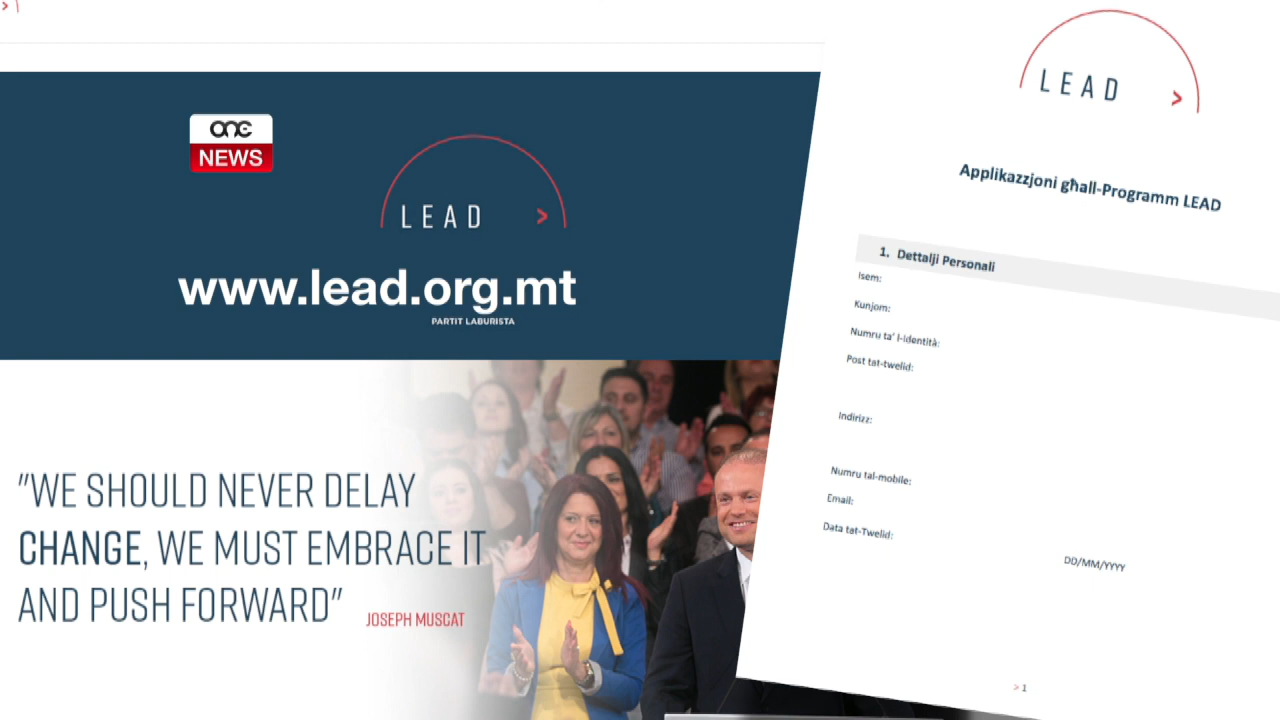 one
NEWS
LEAD >
www.lead.org.mt
PARTIT LABURISTA
"WE SHOULD NEVER DELAY
CHANGE, WE MUST EMBRACE IT
AND PUSH FORWARD"
JOSEPH MUSCAT
LEAD >
Applikazzjoni għall-Programm LEAD
1. Dettalji Personali
Isem:
Kunjom:
Numru ta' l-Identità:
Post tat-twelid:
Indirizz:
Numru tal-mobile:
Email:
Data tat-Twelid:
DD/MM/YYYY
> 1